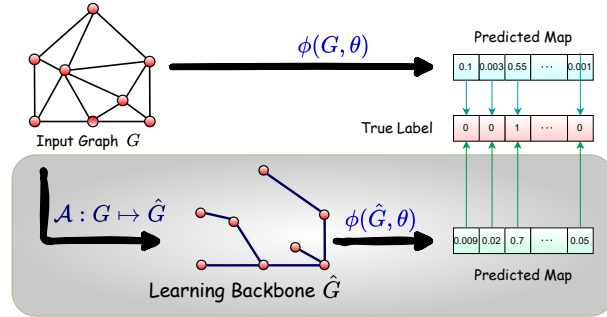 ϕ(G, θ)
Predicted Map
0.1 0.003 0.55 ... 0.001
Input Graph G
True Label
0 0 1 ... 0
𝒜 : G ↦ Ĝ
ϕ(Ĝ, θ)
0.009 0.02 0.7 ... 0.05
Predicted Map
Learning Backbone Ĝ